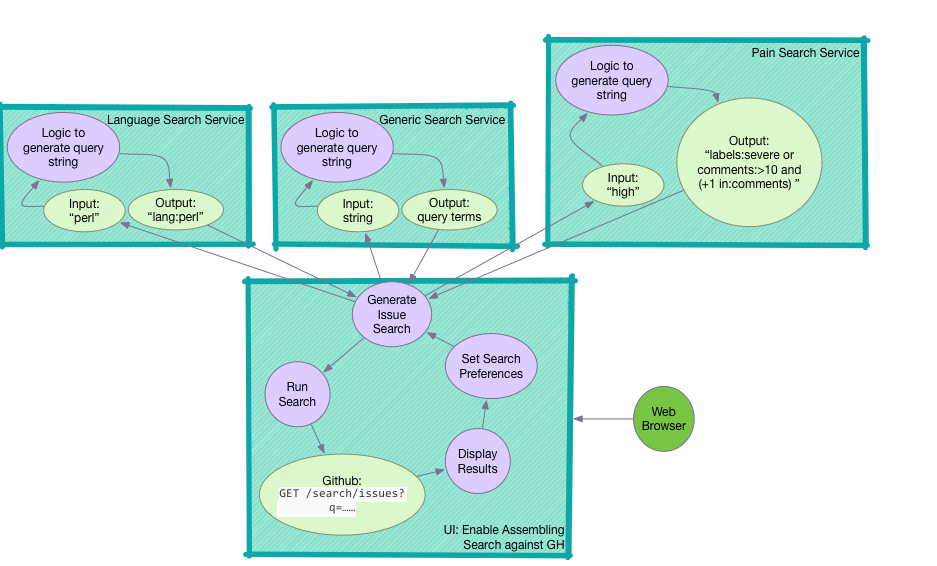 Pain Search Service
Logic to
generate query
string
Output:
“labels:severe or
comments:>10 and
(+1 in:comments) ”
Input:
“high”
Language Search Service
Logic to
generate query
string
Input:
“perl”
Output:
“lang:perl”
Generic Search Service
Logic to
generate query
string
Input:
string
Output:
query terms
Generate
Issue
Search
Set Search
Preferences
Run
Search
Web
Browser
Display
Results
Github:
GET /search/issues?
q=……
UI: Enable Assembling
Search against GH